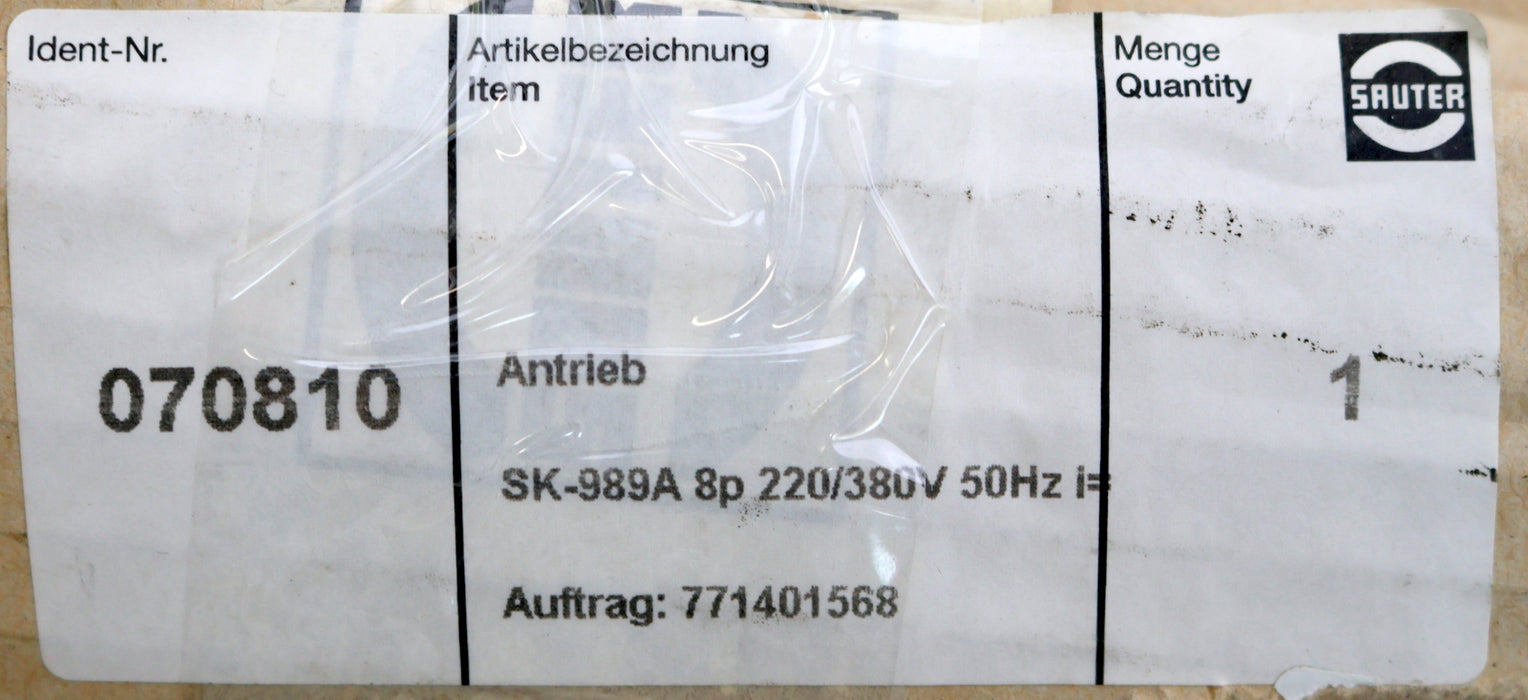 Ident-Nr.
Artikelbezeichnung
Item
Menge
Quantity
SAUTER
070810
Antrieb
SK-989A 8p 220/380V 50Hz i=
Auftrag: 771401568
1